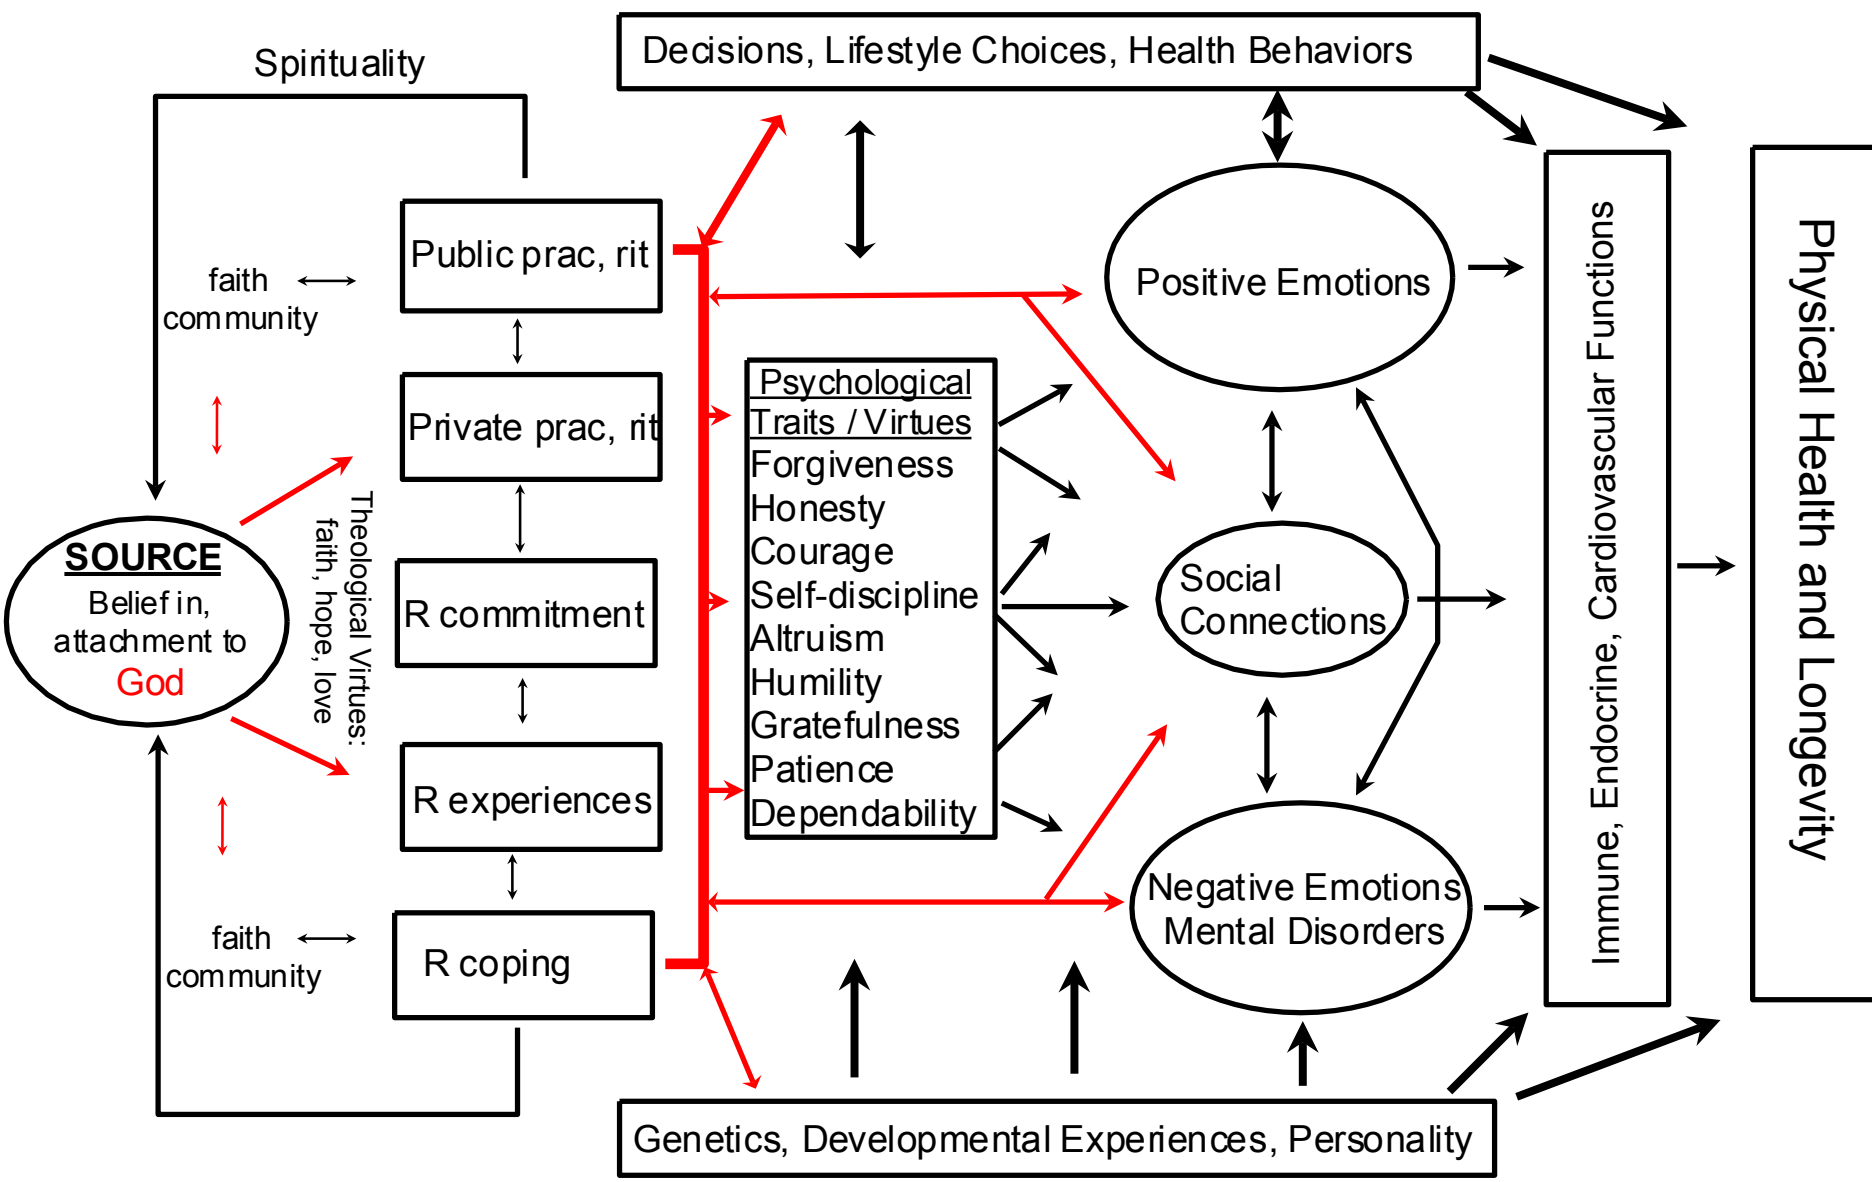 Spirituality
Decisions, Lifestyle Choices, Health Behaviors
Public prac, rit
faith
community
Private prac, rit
Theological Virtues:
faith, hope, love
SOURCE
Belief in,
attachment to
God
R commitment
R experiences
faith
community
R coping
Psychological
Traits / Virtues
Forgiveness
Honesty
Courage
Self-discipline
Altruism
Humility
Gratefulness
Patience
Dependability
Positive Emotions
Social
Connections
Negative Emotions
Mental Disorders
Immune, Endocrine, Cardiovascular Functions
Physical Health and Longevity
Genetics, Developmental Experiences, Personality